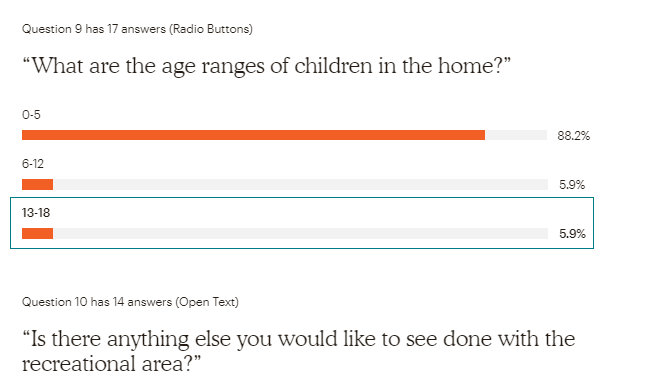 Question 9 has 17 answers (Radio Buttons)
“What are the age ranges of children in the home?”
0-5
88.2%
6-12
5.9%
13-18
5.9%
Question 10 has 14 answers (Open Text)
“Is there anything else you would like to see done with the
recreational area?”